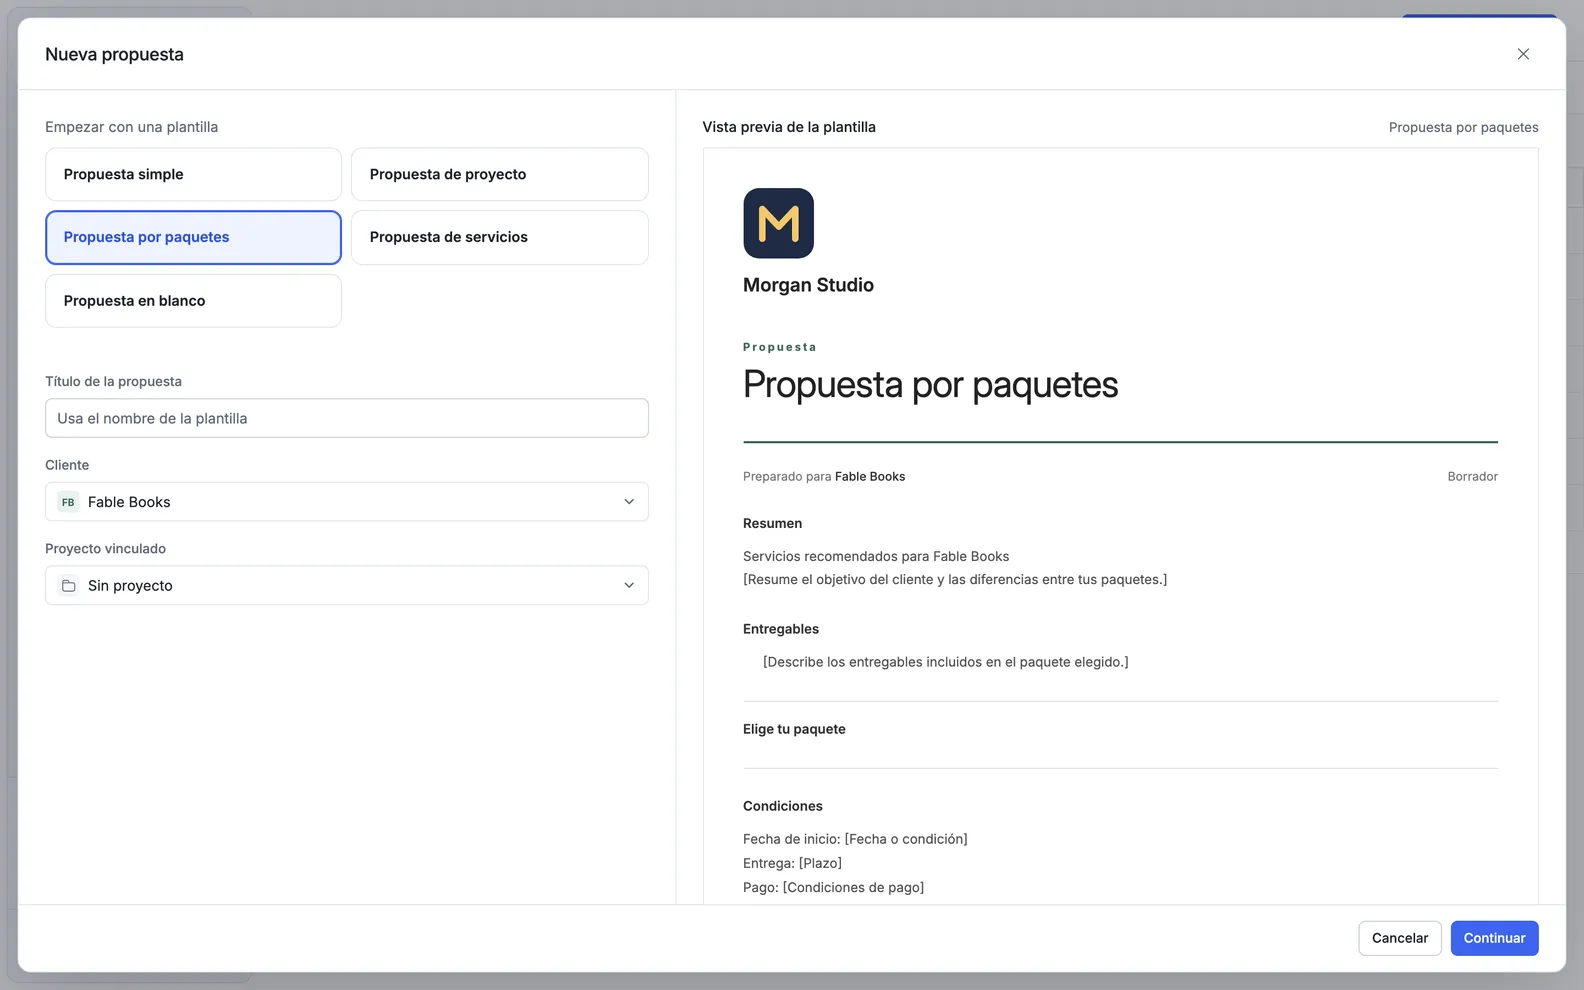 Nueva propuesta
Empezar con una plantilla
Propuesta simple
Propuesta de proyecto
Propuesta por paquetes
Propuesta de servicios
Propuesta en blanco
Título de la propuesta
Usa el nombre de la plantilla
Cliente
FB Fable Books
Proyecto vinculado
Sin proyecto
Vista previa de la plantilla
Propuesta por paquetes
M
Morgan Studio
Propuesta
Propuesta por paquetes
Preparado para Fable Books
Borrador
Resumen
Servicios recomendados para Fable Books
[Resume el objetivo del cliente y las diferencias entre tus paquetes.]
Entregables
[Describe los entregables incluidos en el paquete elegido.]
Elige tu paquete
Condiciones
Fecha de inicio: [Fecha o condición]
Entrega: [Plazo]
Pago: [Condiciones de pago]
Cancelar
Continuar